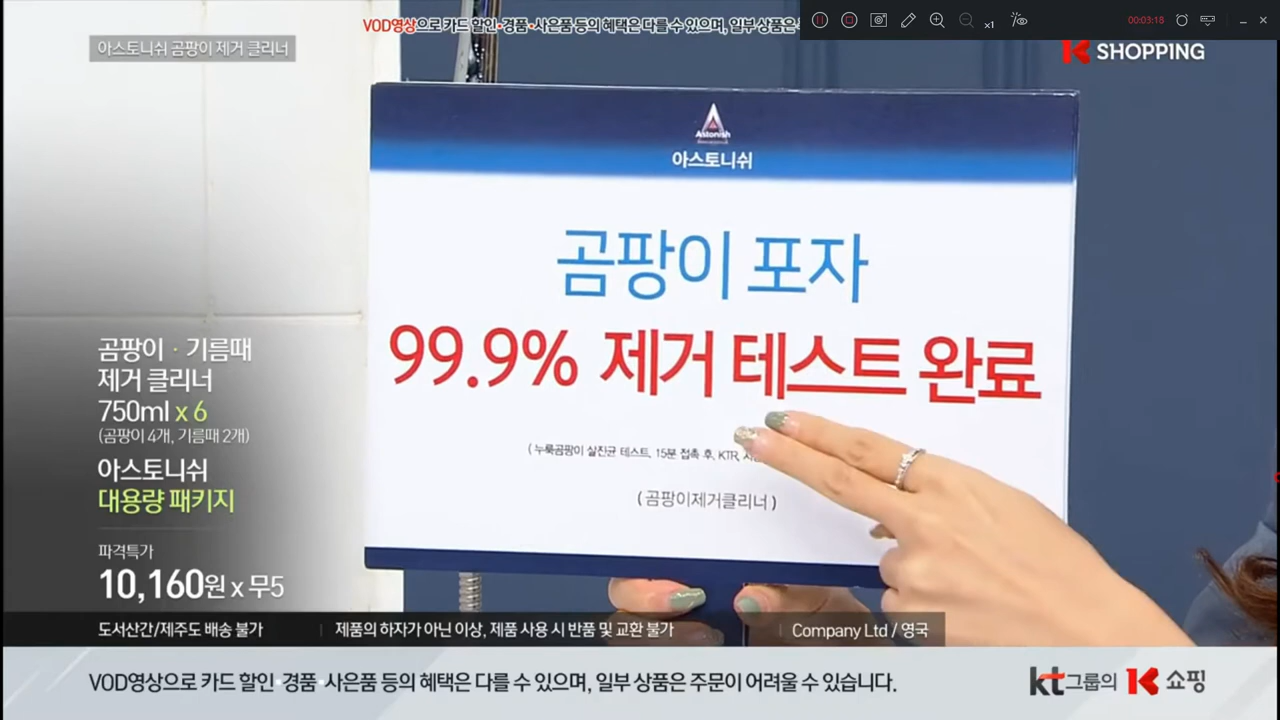 VOD영상으로 카드 할인·경품·사은품 등의 혜택은 다를 수 있으며, 일부 상품은
x1
00:03:18
아스토니쉬 곰팡이 제거 클리너
K SHOPPING
Astonish
아스토니쉬
곰팡이 포자
99.9% 제거 테스트 완료
( 누룩곰팡이 살진균 테스트, 15분 접촉 후, KTR,
( 곰팡이제거클리너 )
곰팡이 · 기름때
제거 클리너
750ml x 6
(곰팡이 4개, 기름때 2개)
아스토니쉬
대용량 패키지
파격특가
10,160원 x 무5
도서산간/제주도 배송 불가 | 제품의 하자가 아닌 이상, 제품 사용 시 반품 및 교환 불가 | Company Ltd / 영국
VOD영상으로 카드 할인·경품·사은품 등의 혜택은 다를 수 있으며, 일부 상품은 주문이 어려울 수 있습니다.
kt그룹의 K 쇼핑